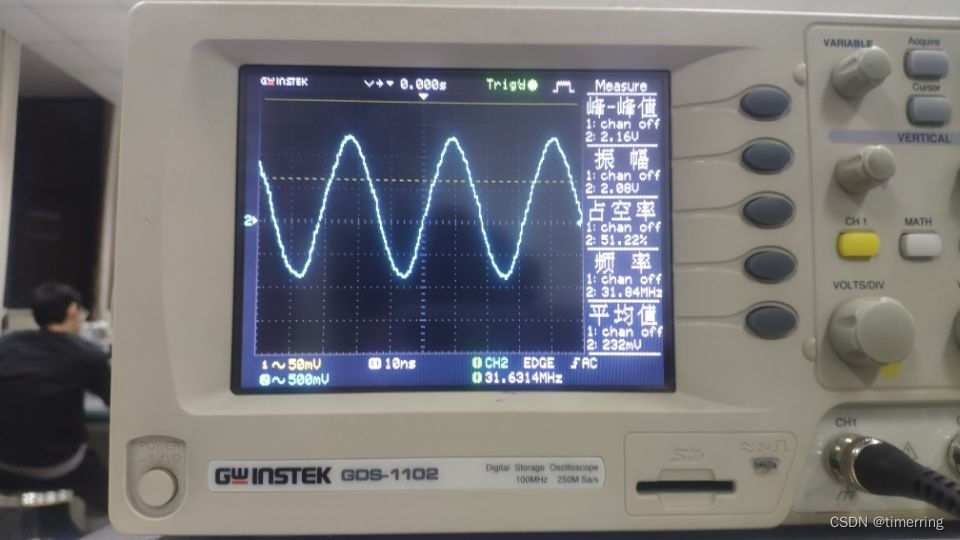 GWINSTEK
0.000s
Trig'd
Measure
峰-峰值
1: chan off
2: 2.16V
振 幅
1: chan off
2: 2.08V
占空率
1: chan off
2: 51.22%
频 率
1: chan off
2: 31.84MHz
平均值
1: chan off
2: 232mV
2
1 50mV
10ns
CH2 EDGE AC
2 500mV
31.6314MHz
VARIABLE
Acquire
Cursor
VERTICAL
CH 1
MATH
VOLTS/DIV
CH1
POWER
GWINSTEK GDS-1102
Digital Storage Oscilloscope
100MHz 250M Sa/s
SD
≈2V
CSDN @timerring